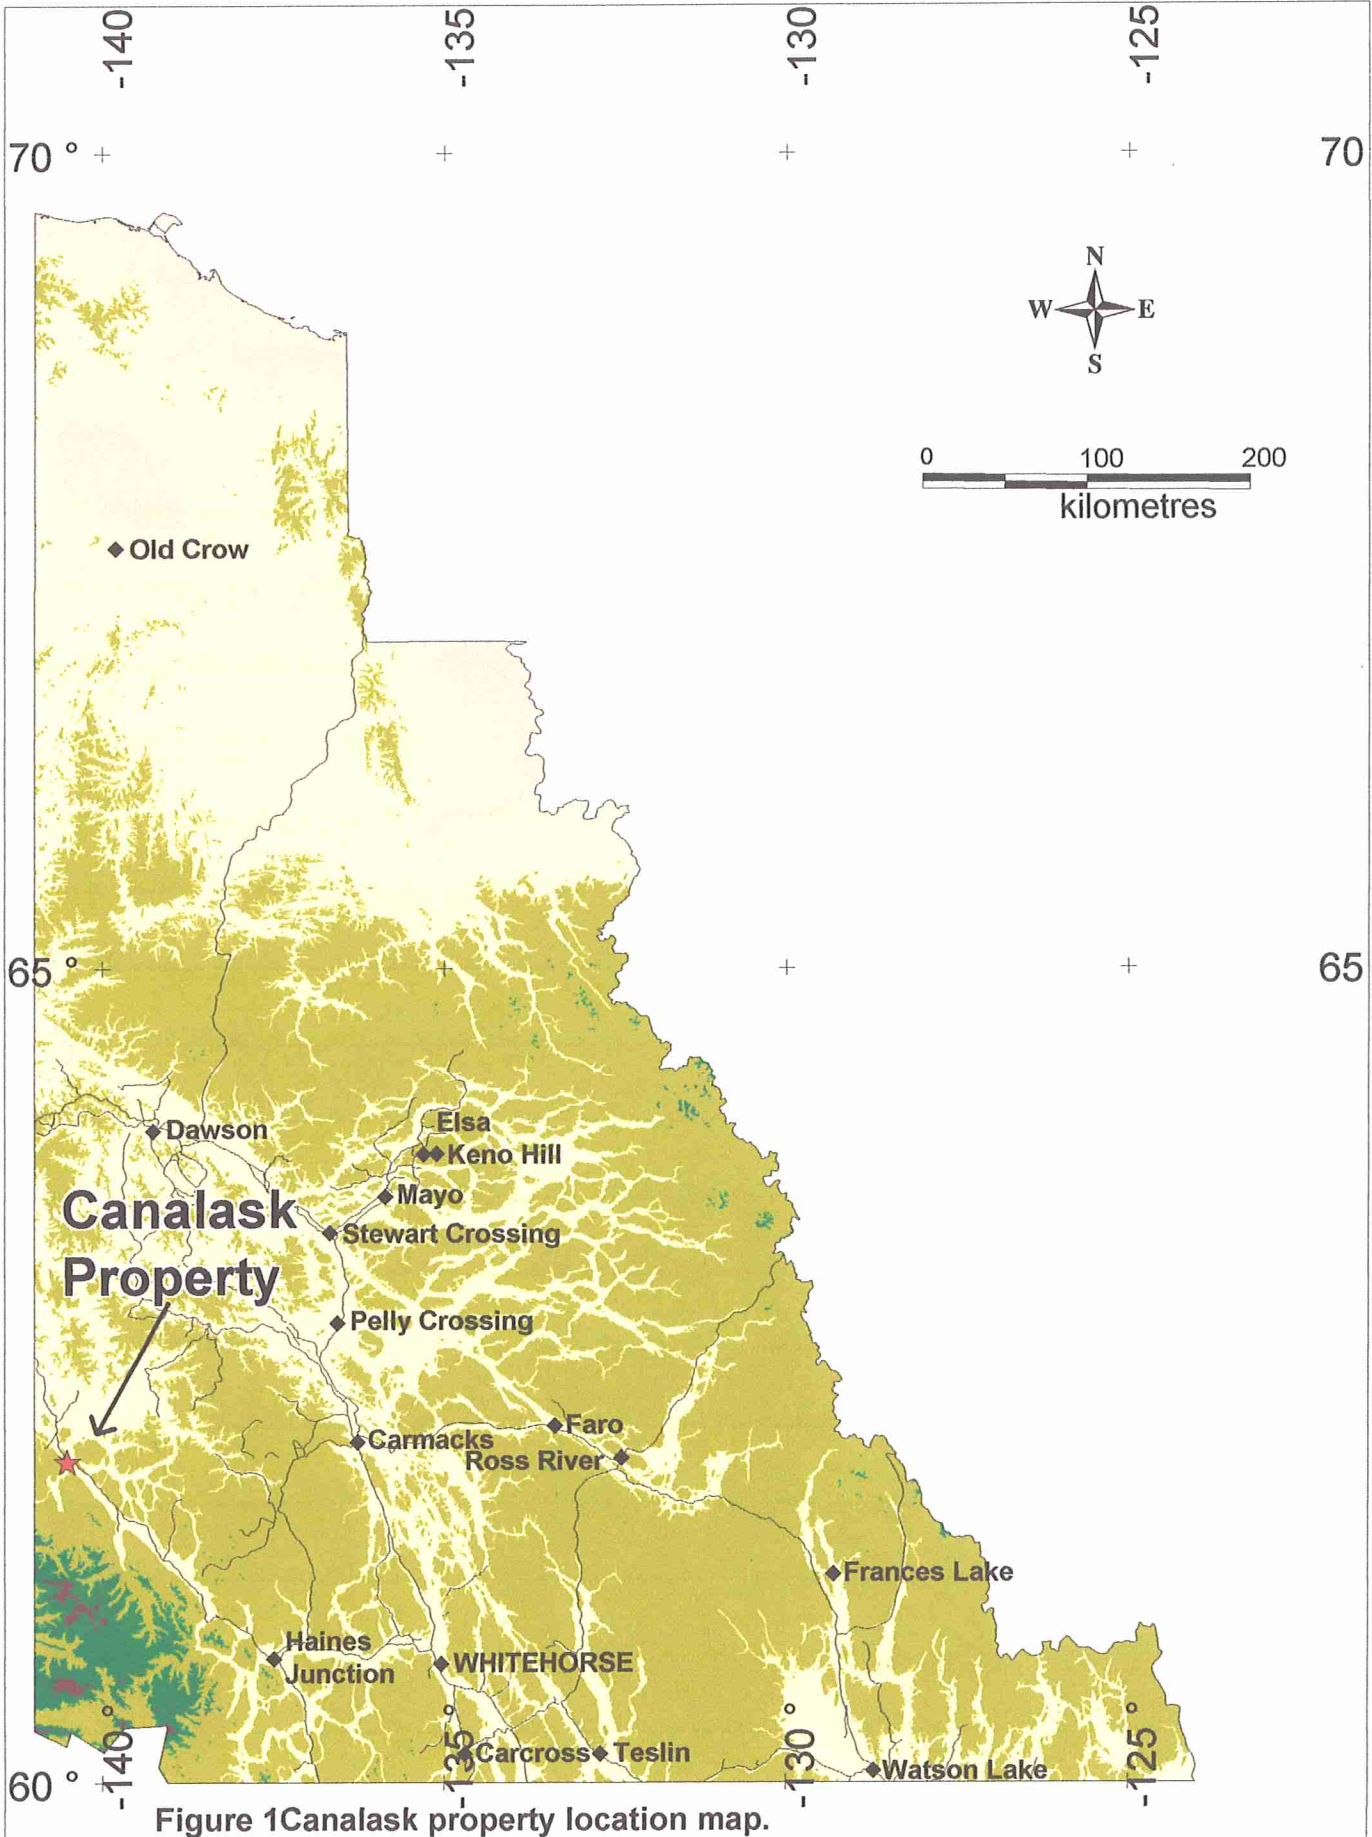 -140 -135 -130 -125
70 ° 70
N
W E
S
0 100 200
kilometres
Old Crow
65 ° 65
Elsa
Dawson
Keno Hill
Mayo
Canalask
Property
Stewart Crossing
Pelly Crossing
Faro
Carmacks
Ross River
Frances Lake
Haines
Junction
WHITEHORSE
Carcross Teslin
Watson Lake
60 ° -140 ° -135 ° -130 ° -125 °
Figure 1Canalask property location map.